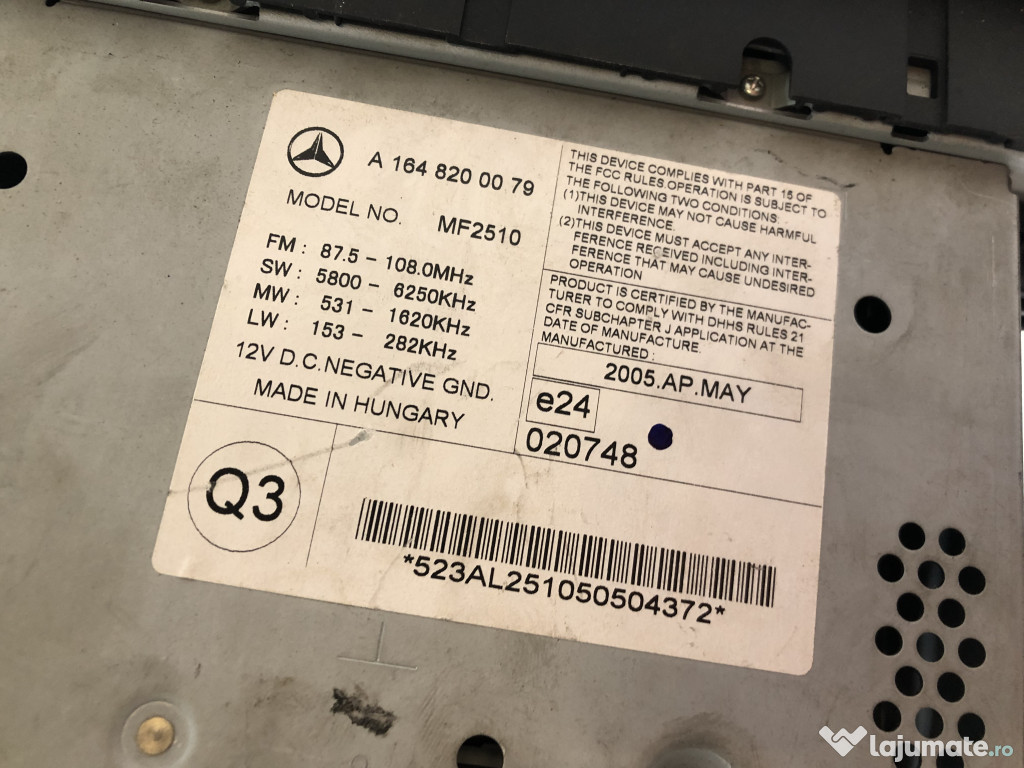 A 164 820 00 79
MODEL NO. MF2510
FM : 87.5 - 108.0MHz
SW : 5800 - 6250KHz
MW : 531 - 1620KHz
LW : 153 - 282KHz
12V D.C.NEGATIVE GND.
MADE IN HUNGARY
THIS DEVICE COMPLIES WITH PART 15 OF
THE FCC RULES OPERATION IS SUBJECT TO
THE FOLLOWING TWO CONDITIONS:
(1)THIS DEVICE MAY NOT CAUSE HARMFUL
INTERFERENCE.
(2)THIS DEVICE MUST ACCEPT ANY INTER-
FERENCE RECEIVED INCLUDING INTER-
FERENCE THAT MAY CAUSE UNDESIRED
OPERATION
PRODUCT IS CERTIFIED BY THE MANUFAC-
TURER TO COMPLY WITH DHHS RULES 21
CFR SUBCHAPTER J APPLICATION AT THE
DATE OF MANUFACTURE.
MANUFACTURED :
2005.AP.MAY
e24
020748
Q3
*523AL251050504372*
lajumate.ro